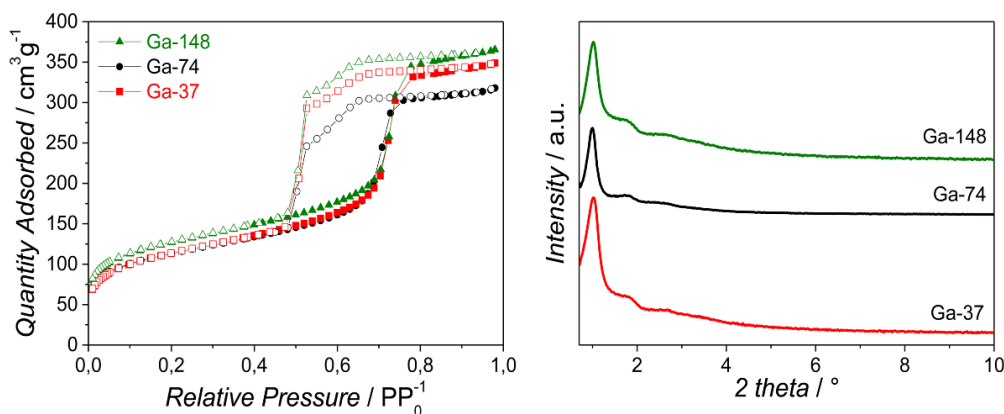 400
350
300
250
200
150
100
50
0
Quantity Adsorbed / cm³g⁻¹
Ga-148
Ga-74
Ga-37
0,0 0,2 0,4 0,6 0,8 1,0
Relative Pressure / PP₀⁻¹
Intensity / a.u.
Ga-148
Ga-74
Ga-37
2 4 6 8 10
2 theta / °